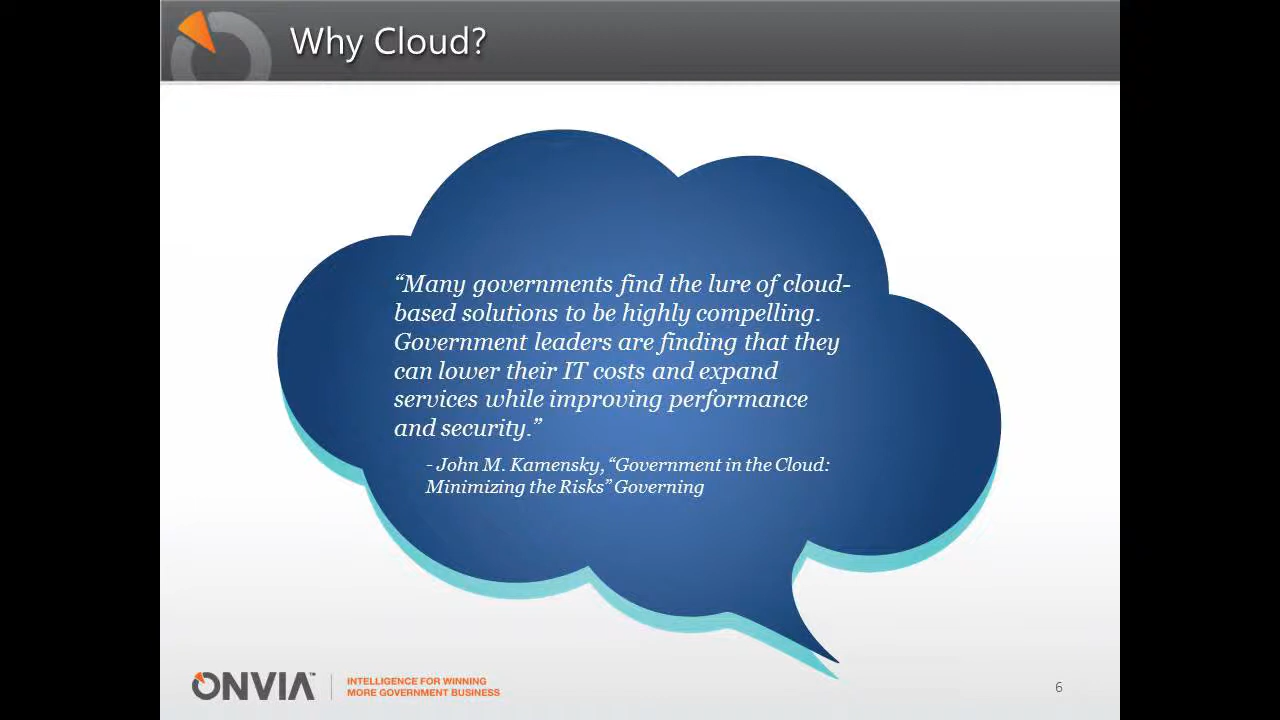 Why Cloud?
“Many governments find the lure of cloud-
based solutions to be highly compelling.
Government leaders are finding that they
can lower their IT costs and expand
services while improving performance
and security.”
- John M. Kamensky, “Government in the Cloud:
Minimizing the Risks” Governing
ONVIA™
INTELLIGENCE FOR WINNING
MORE GOVERNMENT BUSINESS
6